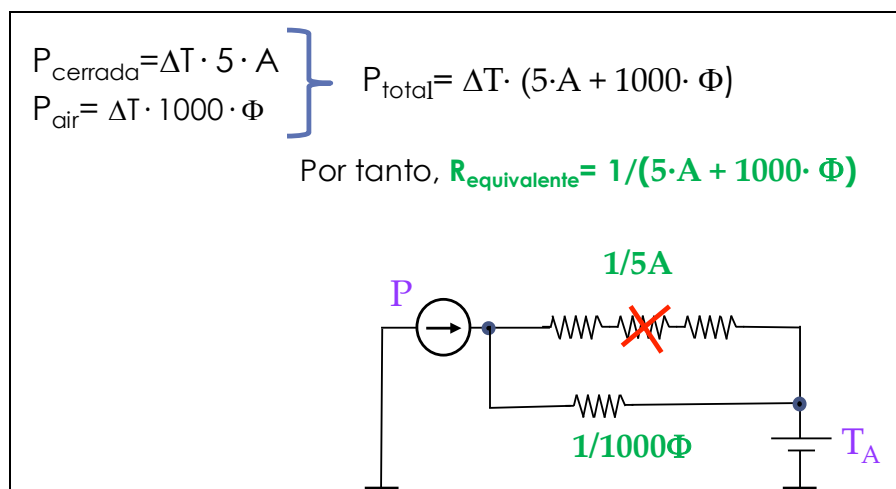 P_cerrada=ΔT· 5 · A
P_air= ΔT· 1000 · Φ
P_total= ΔT· (5·A + 1000· Φ)
Por tanto, R_equivalente= 1/(5·A + 1000· Φ)
1/5A
P
1/1000Φ
T_A